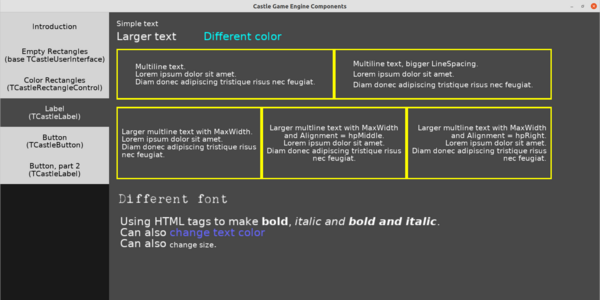 Castle Game Engine Components
Introduction
Empty Rectangles
(base TCastleUserInterface)
Color Rectangles
(TCastleRectangleControl)
Label
(TCastleLabel)
Button
(TCastleButton)
Button, part 2
(TCastleLabel)
Simple text
Larger text
Different color
Multiline text.
Lorem ipsum dolor sit amet.
Diam donec adipiscing tristique risus nec feugiat.
Multiline text, bigger LineSpacing.
Lorem ipsum dolor sit amet.
Diam donec adipiscing tristique risus nec feugiat.
Larger multline text with MaxWidth.
Lorem ipsum dolor sit amet.
Diam donec adipiscing tristique risus
nec feugiat.
Larger multline text with MaxWidth
and Alignment = hpMiddle.
Lorem ipsum dolor sit amet.
Diam donec adipiscing tristique risus
nec feugiat.
Larger multline text with MaxWidth
and Alignment = hpRight.
Lorem ipsum dolor sit amet.
Diam donec adipiscing tristique risus
nec feugiat.
Different font
Using HTML tags to make bold, italic and bold and italic.
Can also change text color
Can also change size.